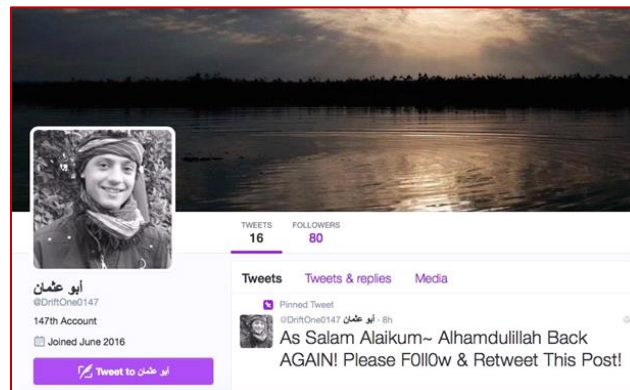 TWEETS FOLLOWERS
16 80
أبو عثمان
@DriftOne0147
147th Account
Joined June 2016
Tweet to أبو عثمان
Tweets Tweets & replies Media
Pinned Tweet
@DriftOne0147 أبو عثمان · 8h
As Salam Alaikum~ Alhamdulillah Back
AGAIN! Please F0ll0w & Retweet This Post!